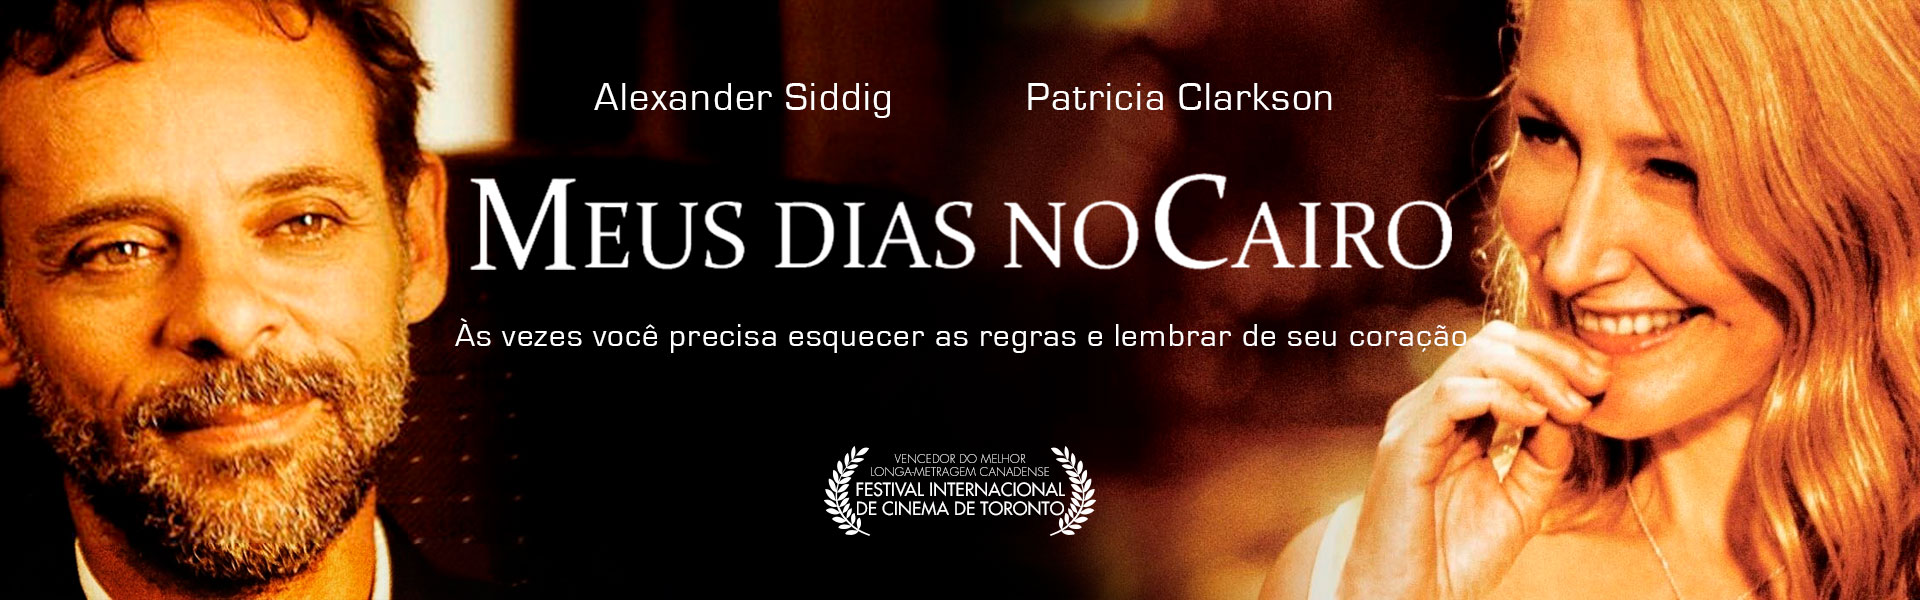 Alexander Siddig Patricia Clarkson
MEUS DIAS NO CAIRO
Às vezes você precisa esquecer as regras e lembrar de seu coração
VENCEDOR DO MELHOR
LONGA-METRAGEM CANADENSE
FESTIVAL INTERNACIONAL
DE CINEMA DE TORONTO